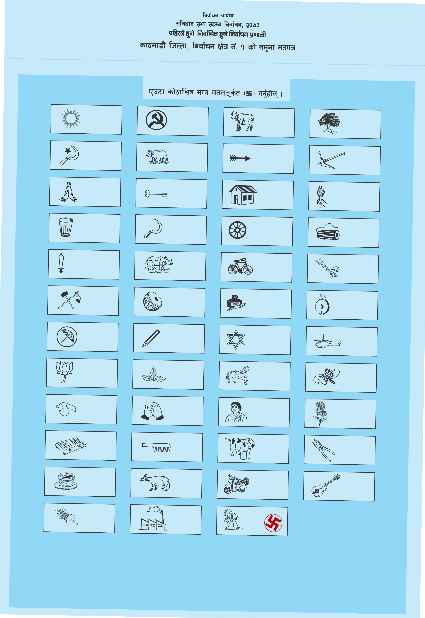 निर्वाचन आयोग
संविधान सभा सदस्य निर्वाचन, २०६४
पहिलो हुने निर्वाचित हुने निर्वाचन प्रणाली
काठमाडौं जिल्ला निर्वाचन क्षेत्र नं. १ को नमूना मतपत्र
एउटा कोठाभित्र मात्र मतसङ्केत 卐 गर्नुहोस् ।